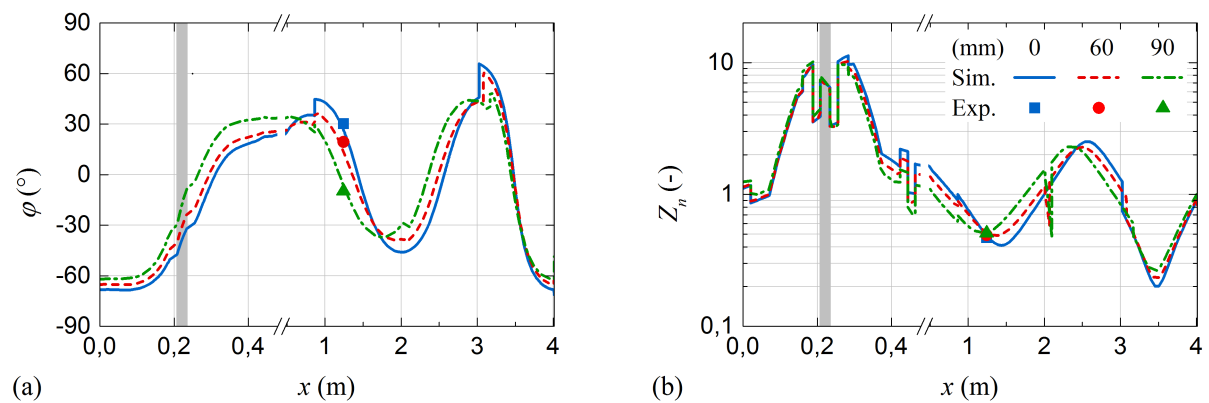 90
60
30
0
-30
-60
-90
φ (°)
0,0 0,2 0,4 1 2 3 4
x (m)
(a)
10
1
0,1
Zn (-)
(mm) 0 60 90
Sim.
Exp.
0,0 0,2 0,4 1 2 3 4
x (m)
(b)